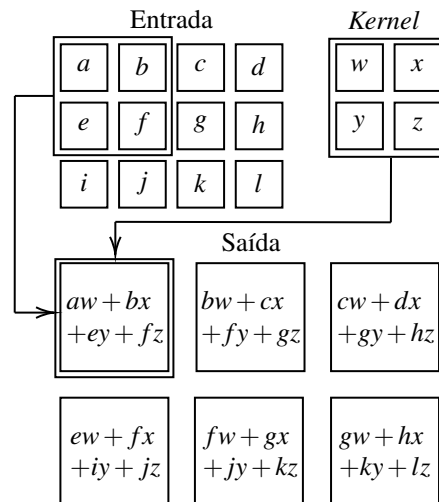 Entrada Kernel
a b c d w x
e f g h y z
i j k l
Saída
aw + bx bw + cx cw + dx
+ey + fz +fy + gz +gy + hz
ew + fx fw + gx gw + hx
+iy + jz +jy + kz +ky + lz